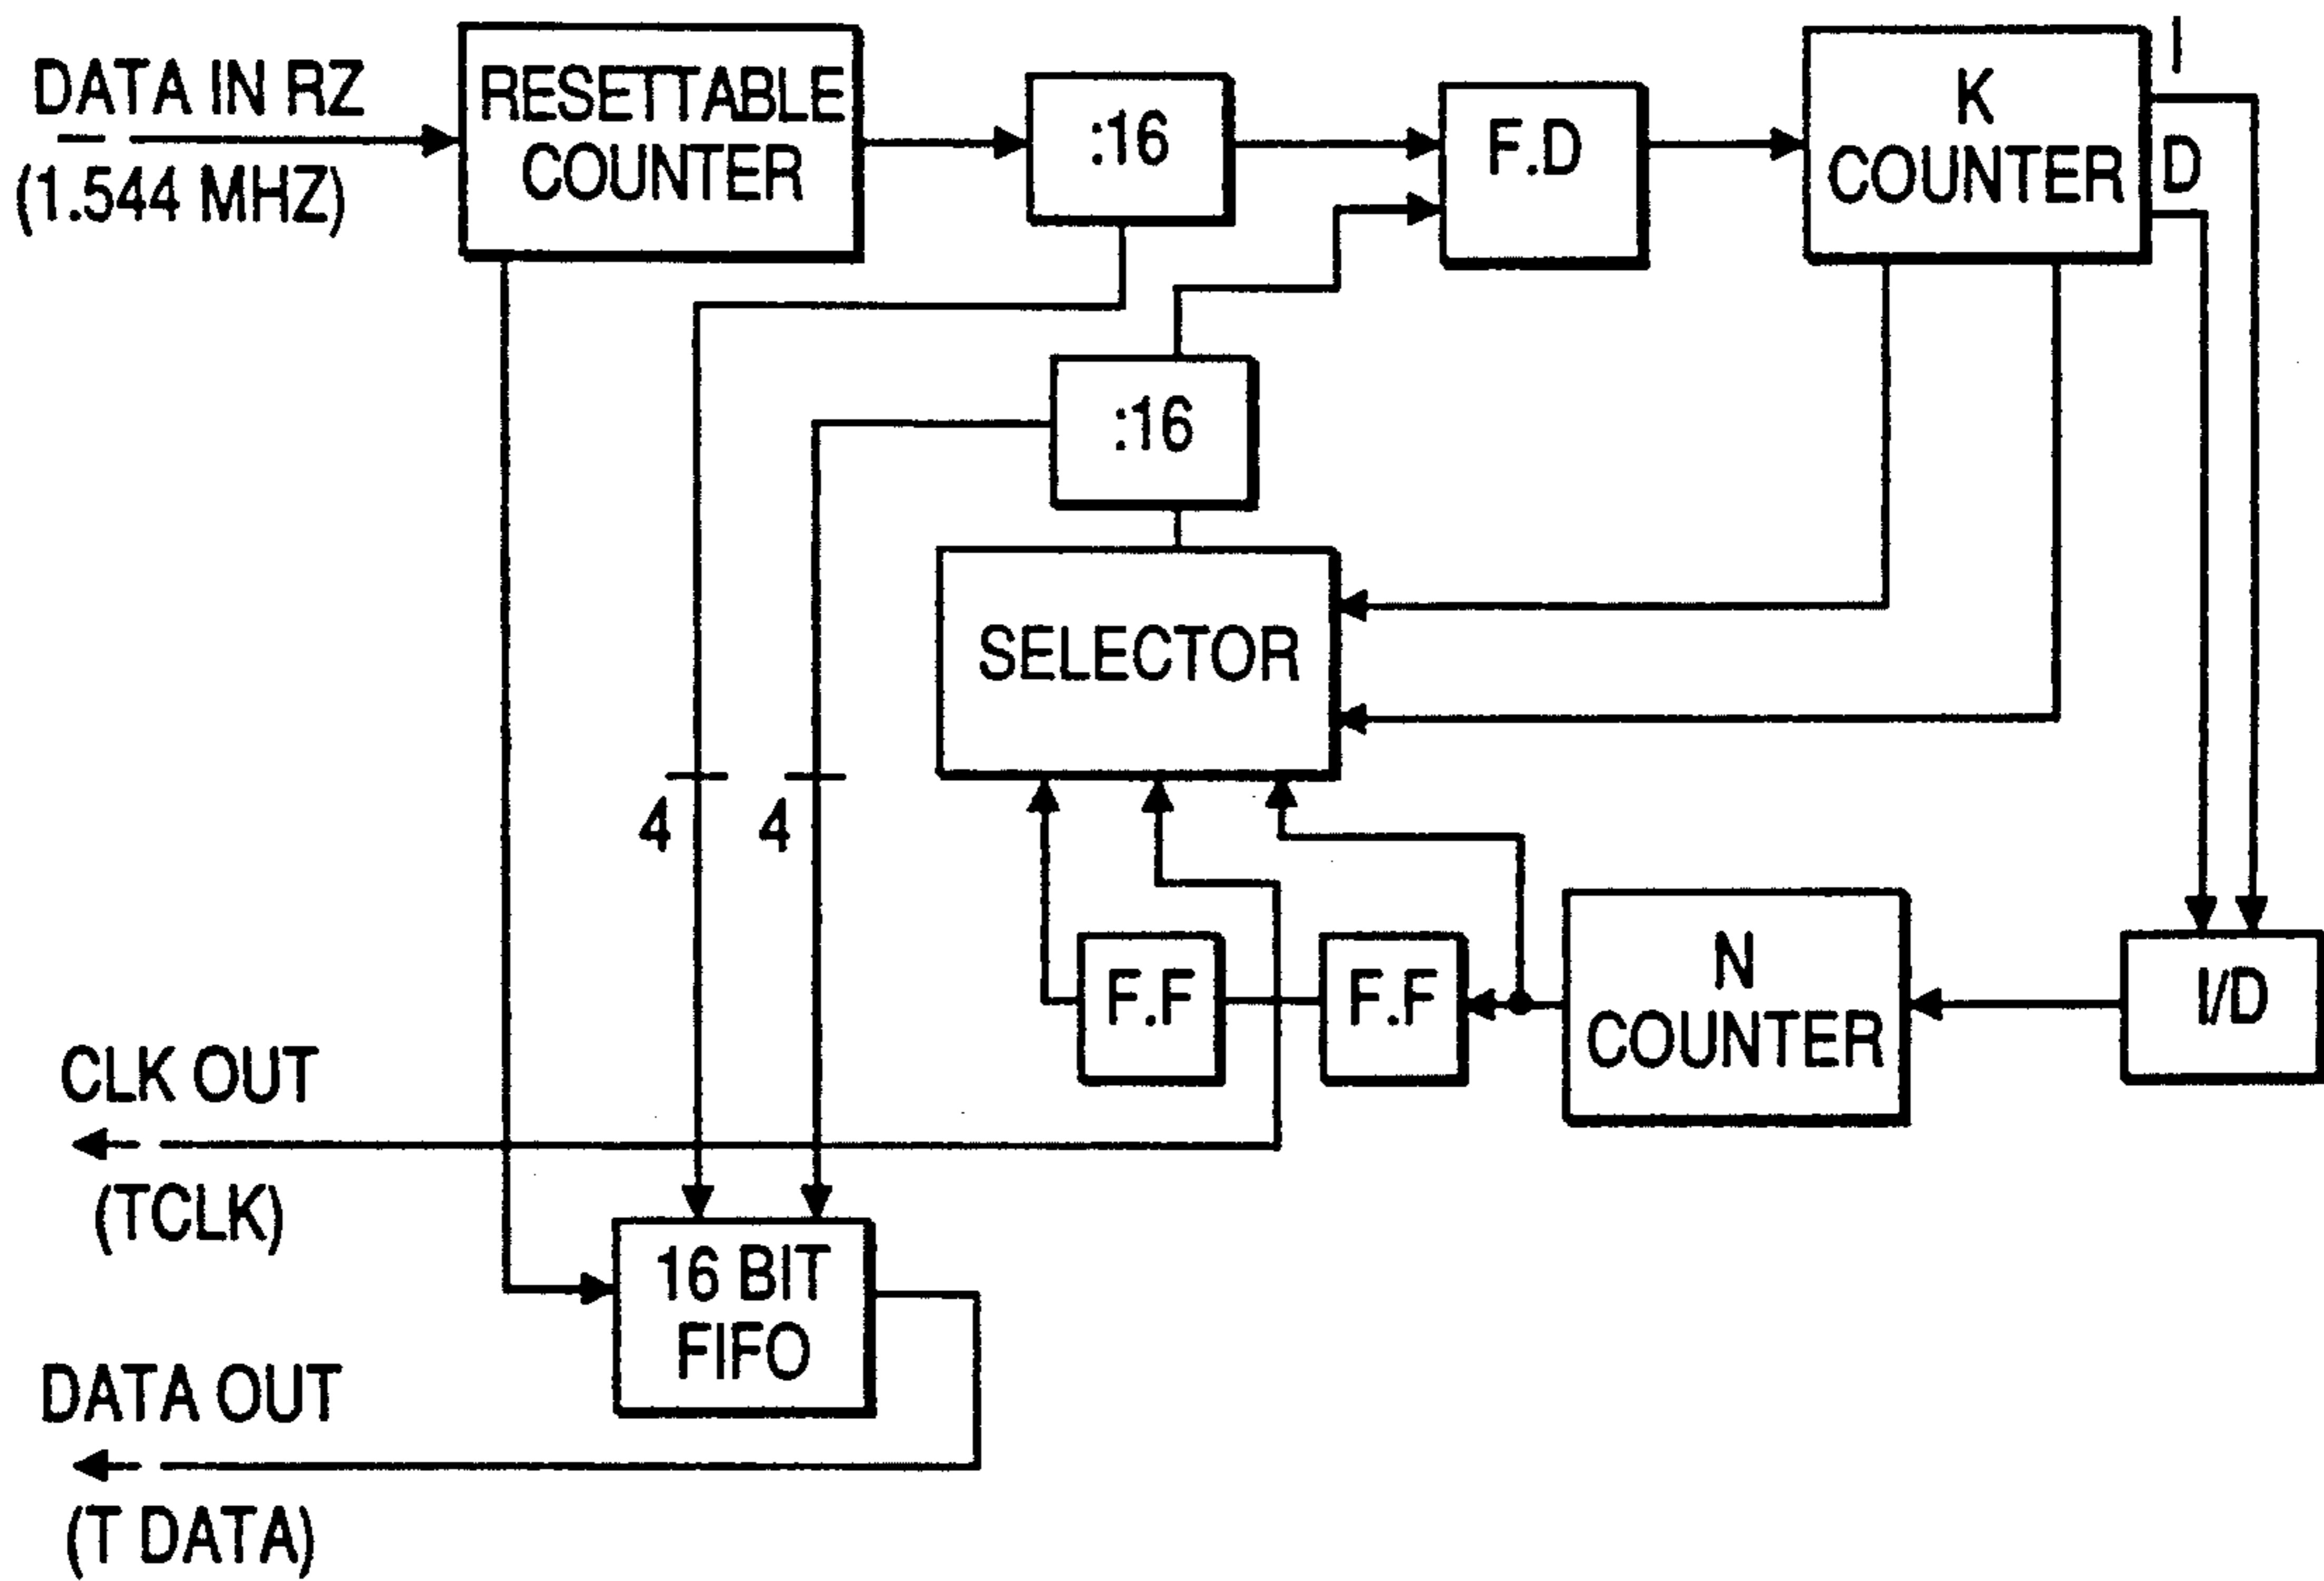 DATA IN RZ
(1.544 MHZ)
RESETTABLE
COUNTER
:16
F.D
K
COUNTER
I
D
:16
SELECTOR
4
4
F.F
F.F
N
COUNTER
I/D
CLK OUT
(TCLK)
16 BIT
FIFO
DATA OUT
(T DATA)